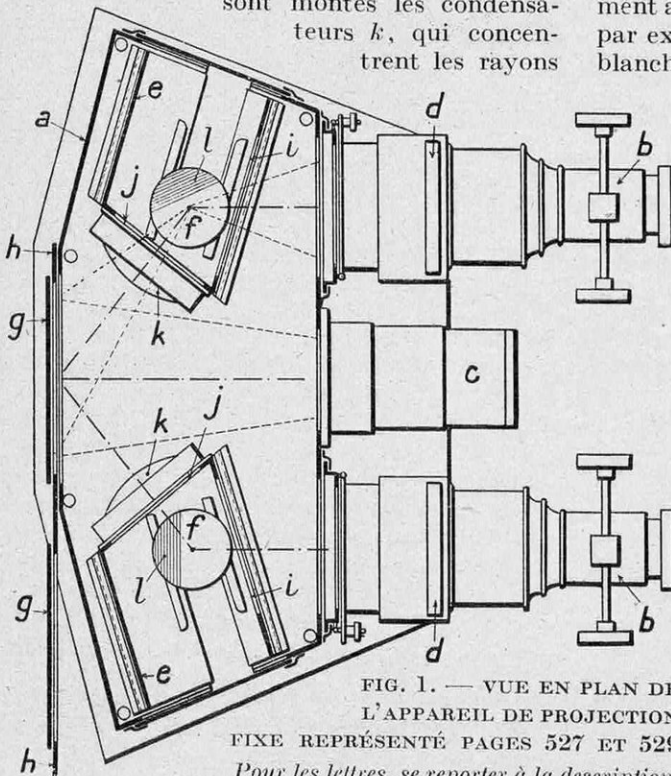 sont montés les condensa-
teurs k, qui concen-
trent les rayons
ment a
par ex
blanch
a
e
l
i
d
b
j
f
h
g
k
c
k
j
f
l
i
g
e
d
b
h
FIG. 1. — VUE EN PLAN DE
L'APPAREIL DE PROJECTION
FIXE REPRÉSENTÉ PAGES 527 ET 529
Pour les lettres, se reporter à la description